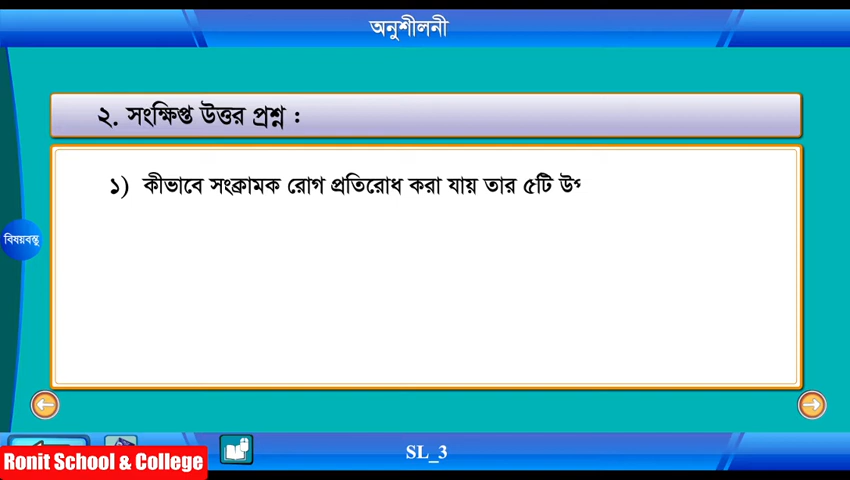 অনুশীলনী
২. সংক্ষিপ্ত উত্তর প্রশ্ন :
১) কীভাবে সংক্রামক রোগ প্রতিরোধ করা যায় তার ৫টি
বিষয়বস্তু
SL_3
Ronit School & College